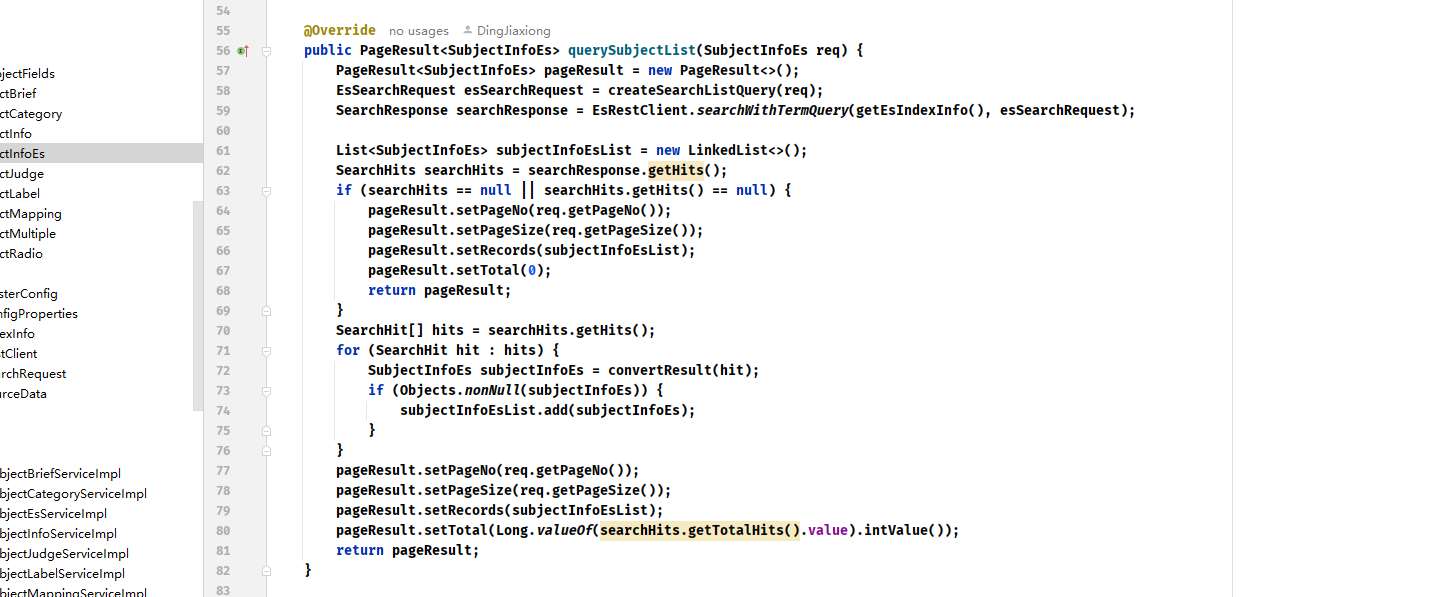 bjectFields
ctBrief
ctCategory
ctInfo
ctInfoEs
ctJudge
ctLabel
ctMapping
ctMultiple
ctRadio
sterConfig
nfigProperties
exInfo
tClient
archRequest
urceData
bjectBriefServiceImpl
bjectCategoryServiceImpl
bjectEsServiceImpl
bjectInfoServiceImpl
bjectJudgeServiceImpl
bjectLabelServiceImpl
bjectMappingServiceImpl
54
55 @Override no usages DingJiaxiong
56 public PageResult<SubjectInfoEs> querySubjectList(SubjectInfoEs req) {
57 PageResult<SubjectInfoEs> pageResult = new PageResult<>();
58 EsSearchRequest esSearchRequest = createSearchListQuery(req);
59 SearchResponse searchResponse = EsRestClient.searchWithTermQuery(getEsIndexInfo(), esSearchRequest);
60
61 List<SubjectInfoEs> subjectInfoEsList = new LinkedList<>();
62 SearchHits searchHits = searchResponse.getHits();
63 if (searchHits == null || searchHits.getHits() == null) {
64 pageResult.setPageNo(req.getPageNo());
65 pageResult.setPageSize(req.getPageSize());
66 pageResult.setRecords(subjectInfoEsList);
67 pageResult.setTotal(0);
68 return pageResult;
69 }
70 SearchHit[] hits = searchHits.getHits();
71 for (SearchHit hit : hits) {
72 SubjectInfoEs subjectInfoEs = convertResult(hit);
73 if (Objects.nonNull(subjectInfoEs)) {
74 subjectInfoEsList.add(subjectInfoEs);
75 }
76 }
77 pageResult.setPageNo(req.getPageNo());
78 pageResult.setPageSize(req.getPageSize());
79 pageResult.setRecords(subjectInfoEsList);
80 pageResult.setTotal(Long.valueOf(searchHits.getTotalHits().value).intValue());
81 return pageResult;
82 }
83